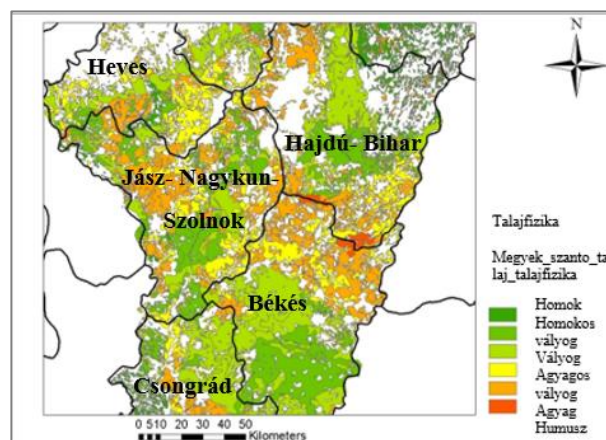 N
Heves
Hajdú- Bihar
Jász- Nagykun-
Szolnok
Békés
Csongrád
Talajfizika
Megyek_szanto_ta
laj_talajfizika
Homok
Homokos
vályog
Vályog
Agyagos
vályog
Agyag
Humusz
0 5 10 20 30 40 50
Kilometers